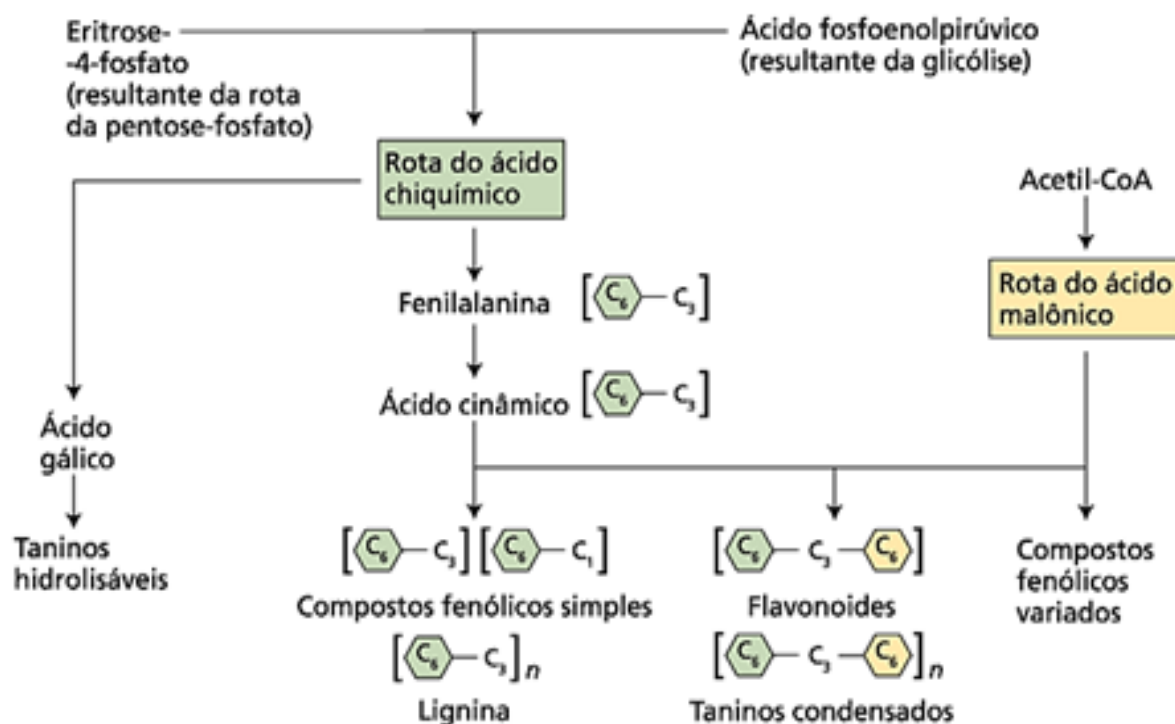 Eritrose-
-4-fosfato
(resultante da rota
da pentose-fosfato)
Ácido fosfoenolpirúvico
(resultante da glicólise)
Rota do ácido
chiquímico
Acetil-CoA
Rota do ácido
malônico
Fenilalanina
[C₆ — C₃]
Ácido cinâmico
[C₆ — C₃]
Ácido
gálico
Taninos
hidrolisáveis
[C₆ — C₃] [C₆ — C₁]
Compostos fenólicos simples
[C₆ — C₃]n
Lignina
[C₆ — C₃ — C₆]
Flavonoides
[C₆ — C₃ — C₆]n
Taninos condensados
Compostos
fenólicos
variados